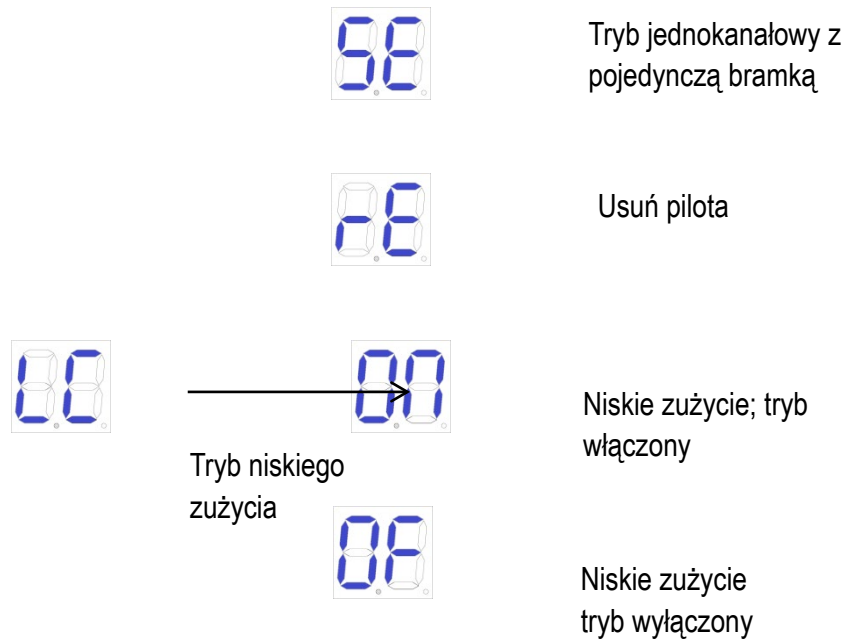 SE
Tryb jednokanałowy z
pojedynczą bramką
rE
Usuń pilota
LC
On
Niskie zużycie; tryb
włączony
Tryb niskiego
zużycia
OF
Niskie zużycie
tryb wyłączony